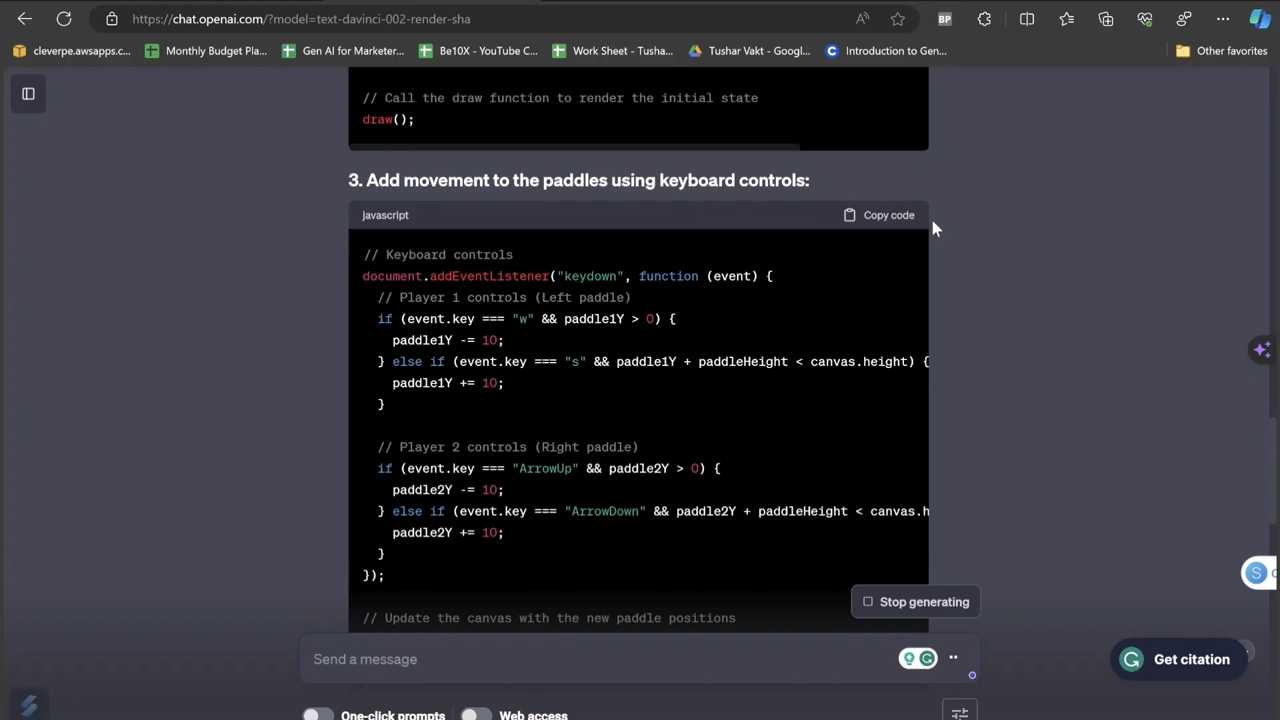 https://chat.openai.com/?model=text-davinci-002-render-sha
BP
cleverpe.awsapps.c...
Monthly Budget Pla...
Gen AI for Marketer...
Be10X - YouTube C...
Work Sheet - Tusha...
Tushar Vakt - Googl...
Introduction to Gen...
Other favorites
// Call the draw function to render the initial state
draw();
3. Add movement to the paddles using keyboard controls:
javascript
Copy code
// Keyboard controls
document.addEventListener("keydown", function (event) {
  // Player 1 controls (Left paddle)
  if (event.key === "w" && paddle1Y > 0) {
    paddle1Y -= 10;
  } else if (event.key === "s" && paddle1Y + paddleHeight < canvas.height) {
    paddle1Y += 10;
  }
  // Player 2 controls (Right paddle)
  if (event.key === "ArrowUp" && paddle2Y > 0) {
    paddle2Y -= 10;
  } else if (event.key === "ArrowDown" && paddle2Y + paddleHeight < canvas.h
    paddle2Y += 10;
  }
});
Stop generating
// Update the canvas with the new paddle positions
Send a message
Get citation
One-click prompts
Web access